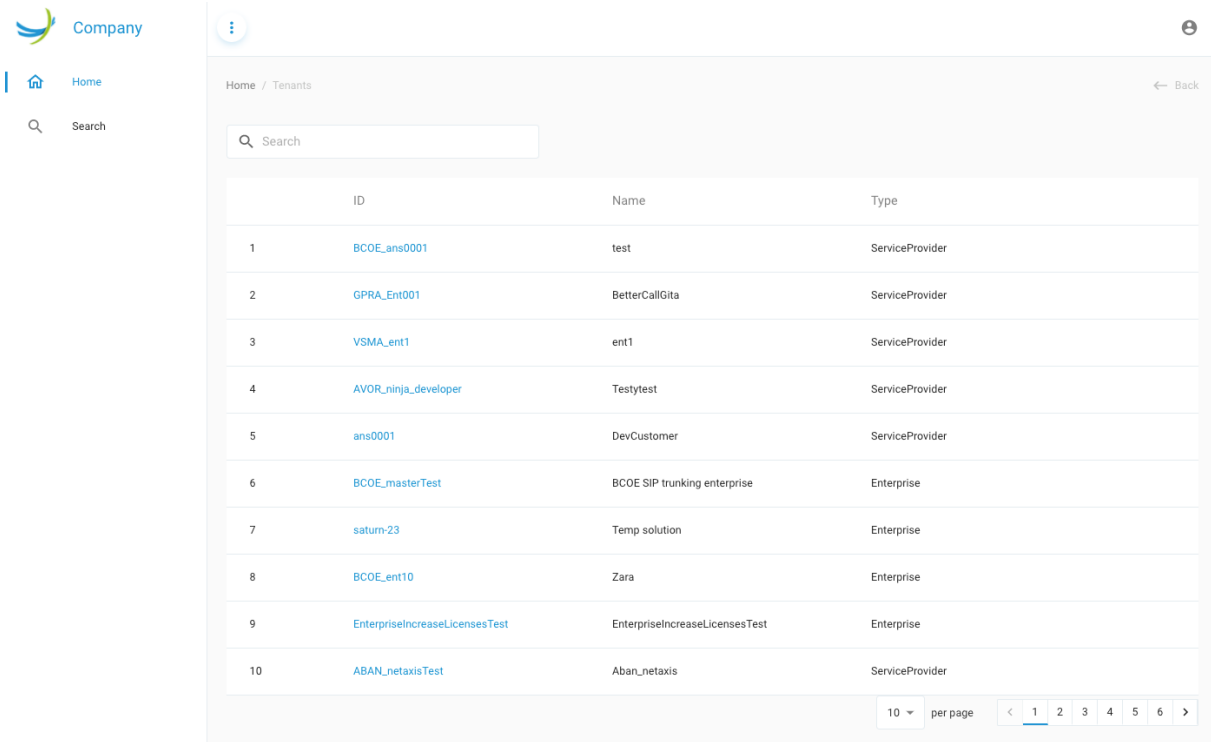 Company
Home
Search
Home / Tenants
Back
Search
ID Name Type
1 BCOE_ans0001 test ServiceProvider
2 GPRA_Ent001 BetterCallGita ServiceProvider
3 VSMA_ent1 ent1 ServiceProvider
4 AVOR_ninja_developer Testytest ServiceProvider
5 ans0001 DevCustomer ServiceProvider
6 BCOE_masterTest BCOE SIP trunking enterprise Enterprise
7 saturn-23 Temp solution Enterprise
8 BCOE_ent10 Zara Enterprise
9 EnterpriseIncreaseLicensesTest EnterpriseIncreaseLicensesTest Enterprise
10 ABAN_netaxisTest Aban_netaxis ServiceProvider
10 per page 1 2 3 4 5 6